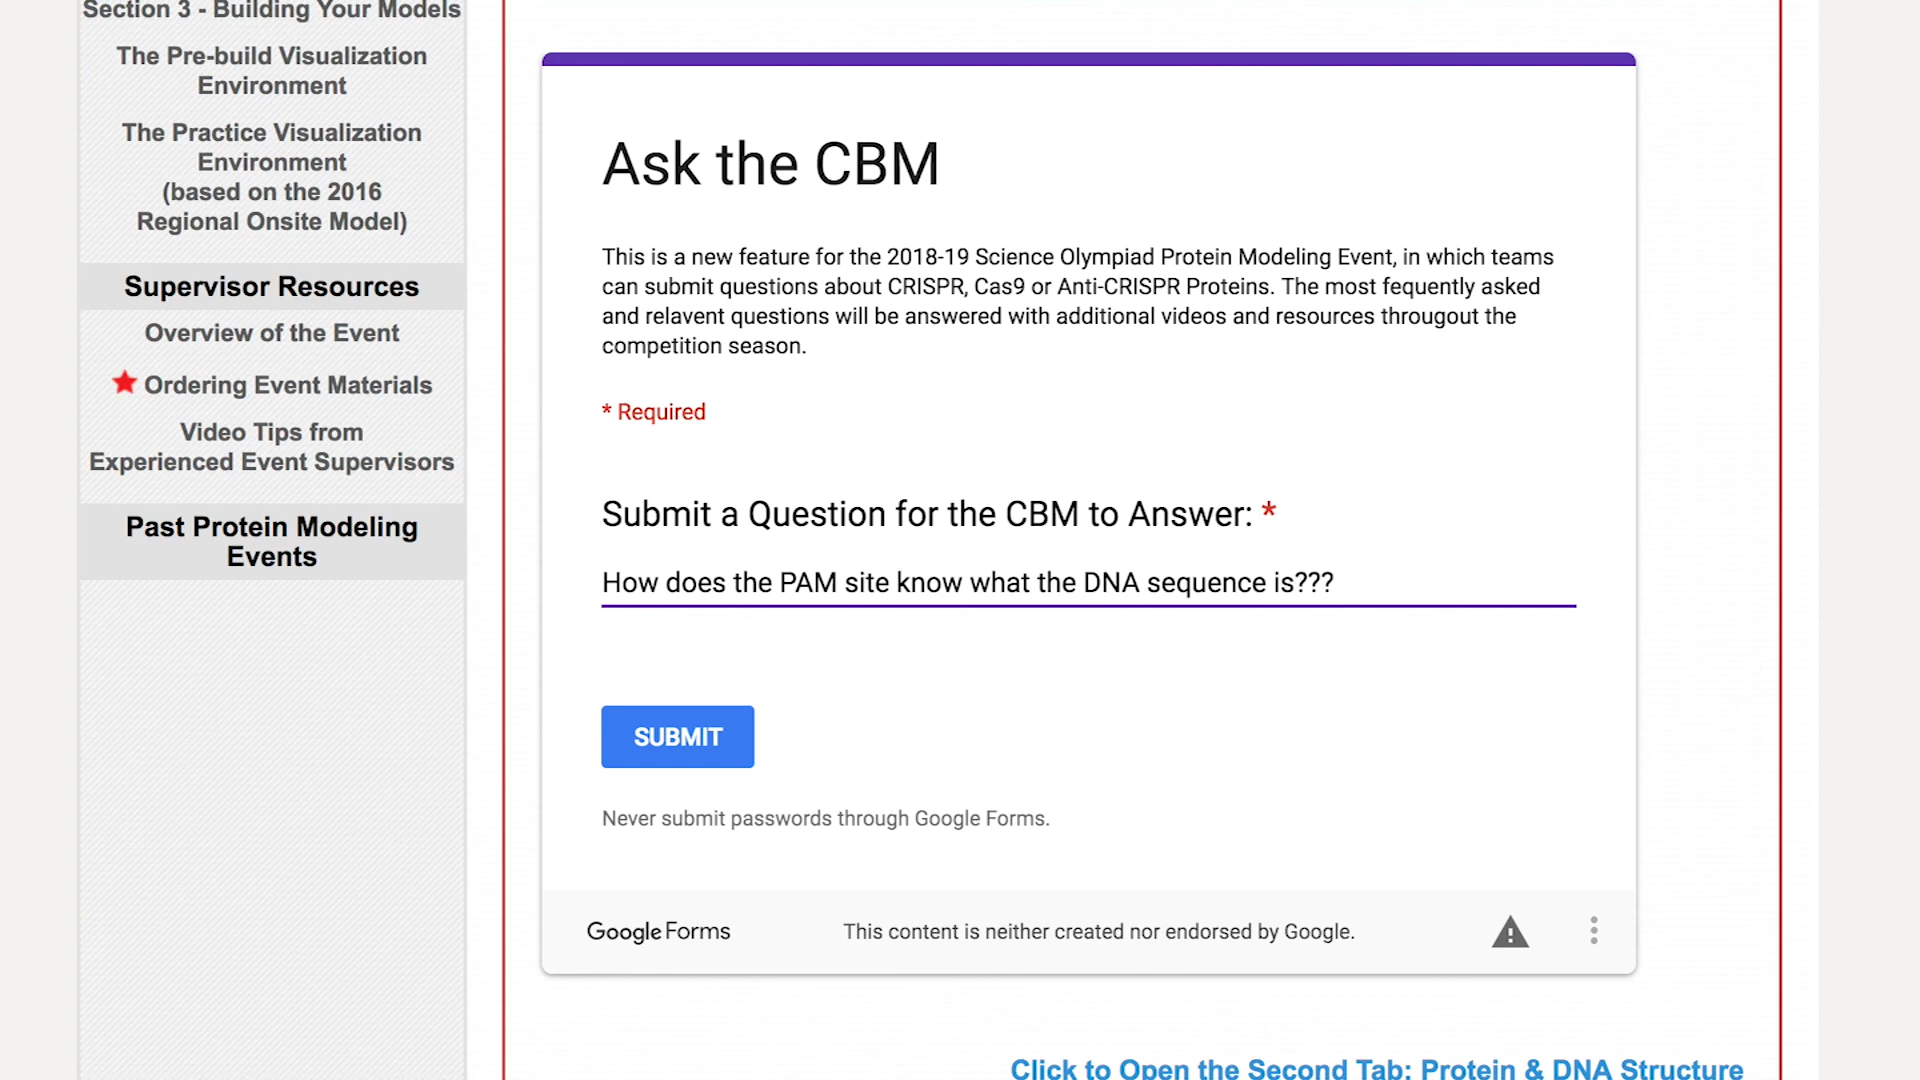 Section 3 - Building Your Models
The Pre-build Visualization
Environment
The Practice Visualization
Environment
(based on the 2016
Regional Onsite Model)
Supervisor Resources
Overview of the Event
Ordering Event Materials
Video Tips from
Experienced Event Supervisors
Past Protein Modeling
Events
Ask the CBM
This is a new feature for the 2018-19 Science Olympiad Protein Modeling Event, in which teams
can submit questions about CRISPR, Cas9 or Anti-CRISPR Proteins. The most fequently asked
and relavent questions will be answered with additional videos and resources througout the
competition season.
* Required
Submit a Question for the CBM to Answer: *
How does the PAM site know what the DNA sequence is???
SUBMIT
Never submit passwords through Google Forms.
Google Forms
This content is neither created nor endorsed by Google.
Click to Open the Second Tab: Protein & DNA Structure